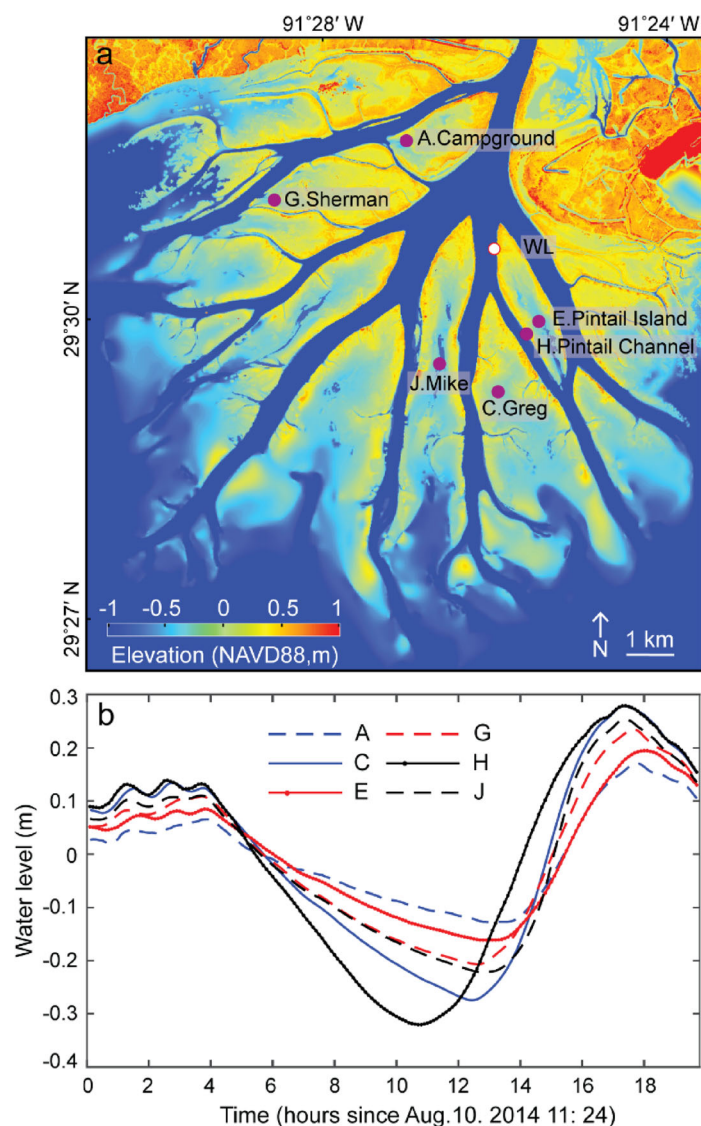 91°28′ W 91°24′ W
a
A.Campground
G.Sherman
WL
29°30′ N
E.Pintail Island
H.Pintail Channel
J.Mike
C.Greg
29°27′ N
-1 -0.5 0 0.5 1
Elevation (NAVD88,m)
N
1 km
b
0.3
0.2
0.1
0
-0.1
-0.2
-0.3
-0.4
Water level (m)
A G
C H
E J
0 2 4 6 8 10 12 14 16 18
Time (hours since Aug.10. 2014 11: 24)